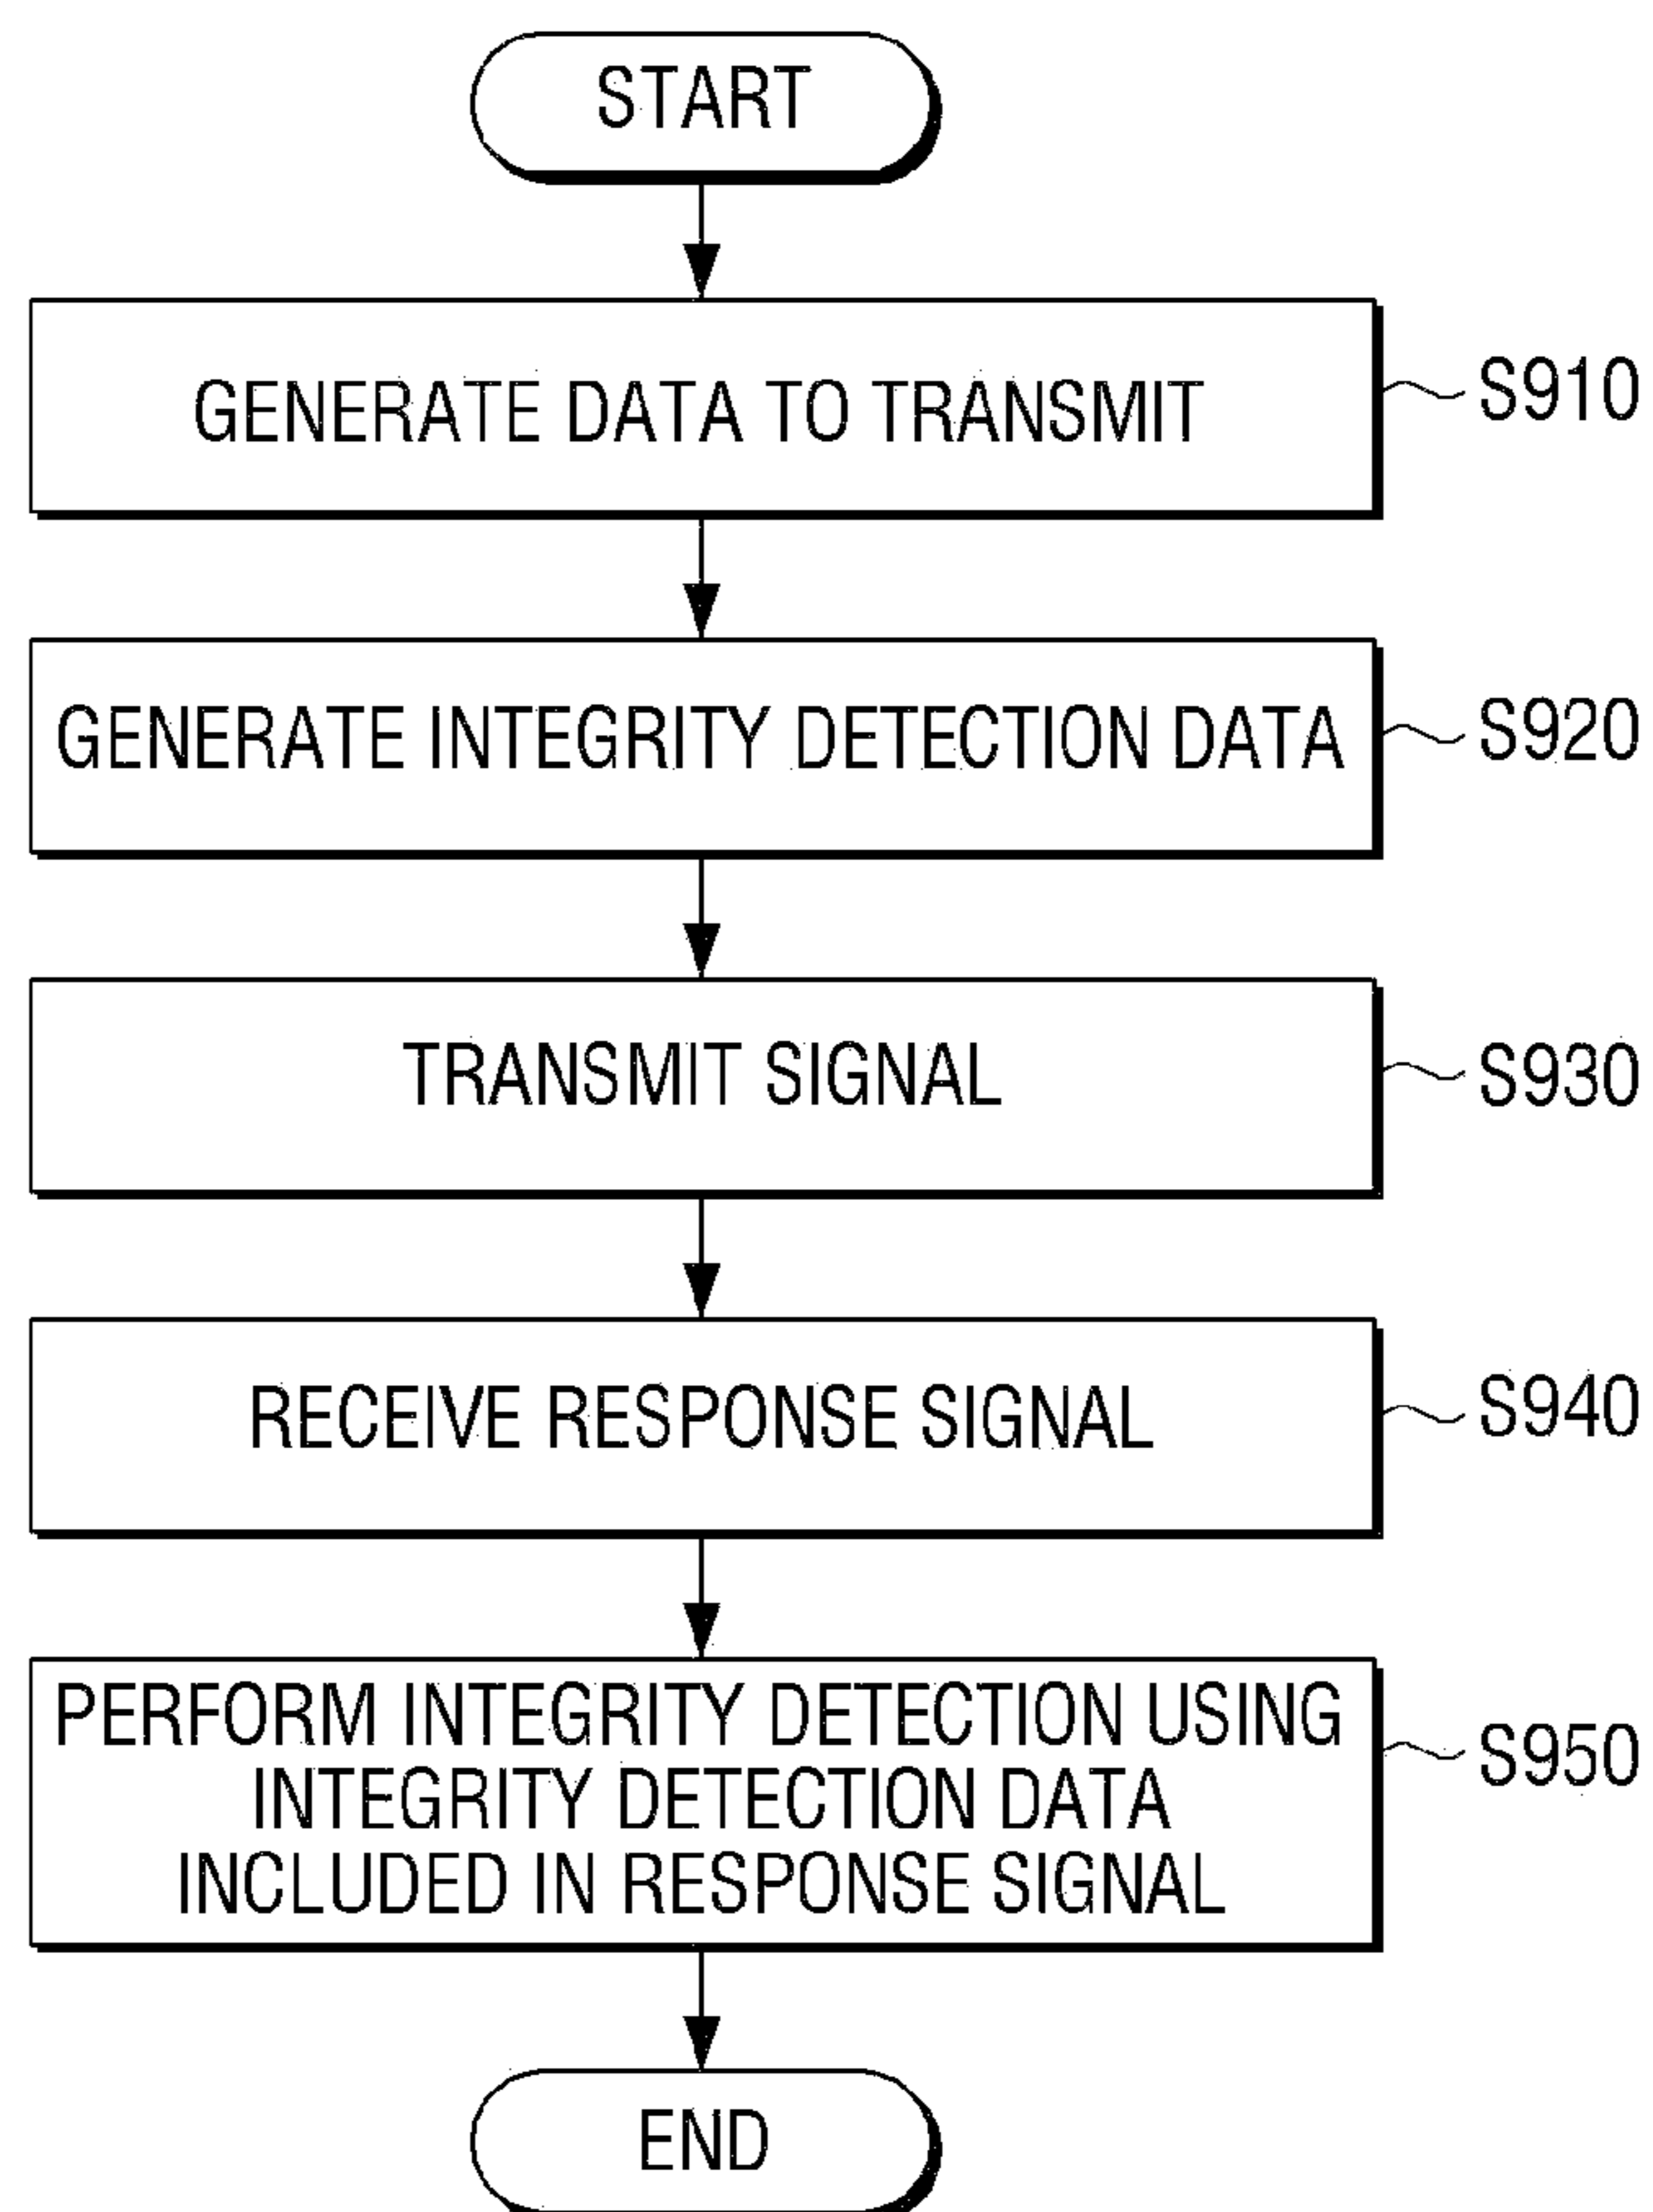 START
GENERATE DATA TO TRANSMIT
S910
GENERATE INTEGRITY DETECTION DATA
S920
TRANSMIT SIGNAL
S930
RECEIVE RESPONSE SIGNAL
S940
PERFORM INTEGRITY DETECTION USING
INTEGRITY DETECTION DATA
INCLUDED IN RESPONSE SIGNAL
S950
END